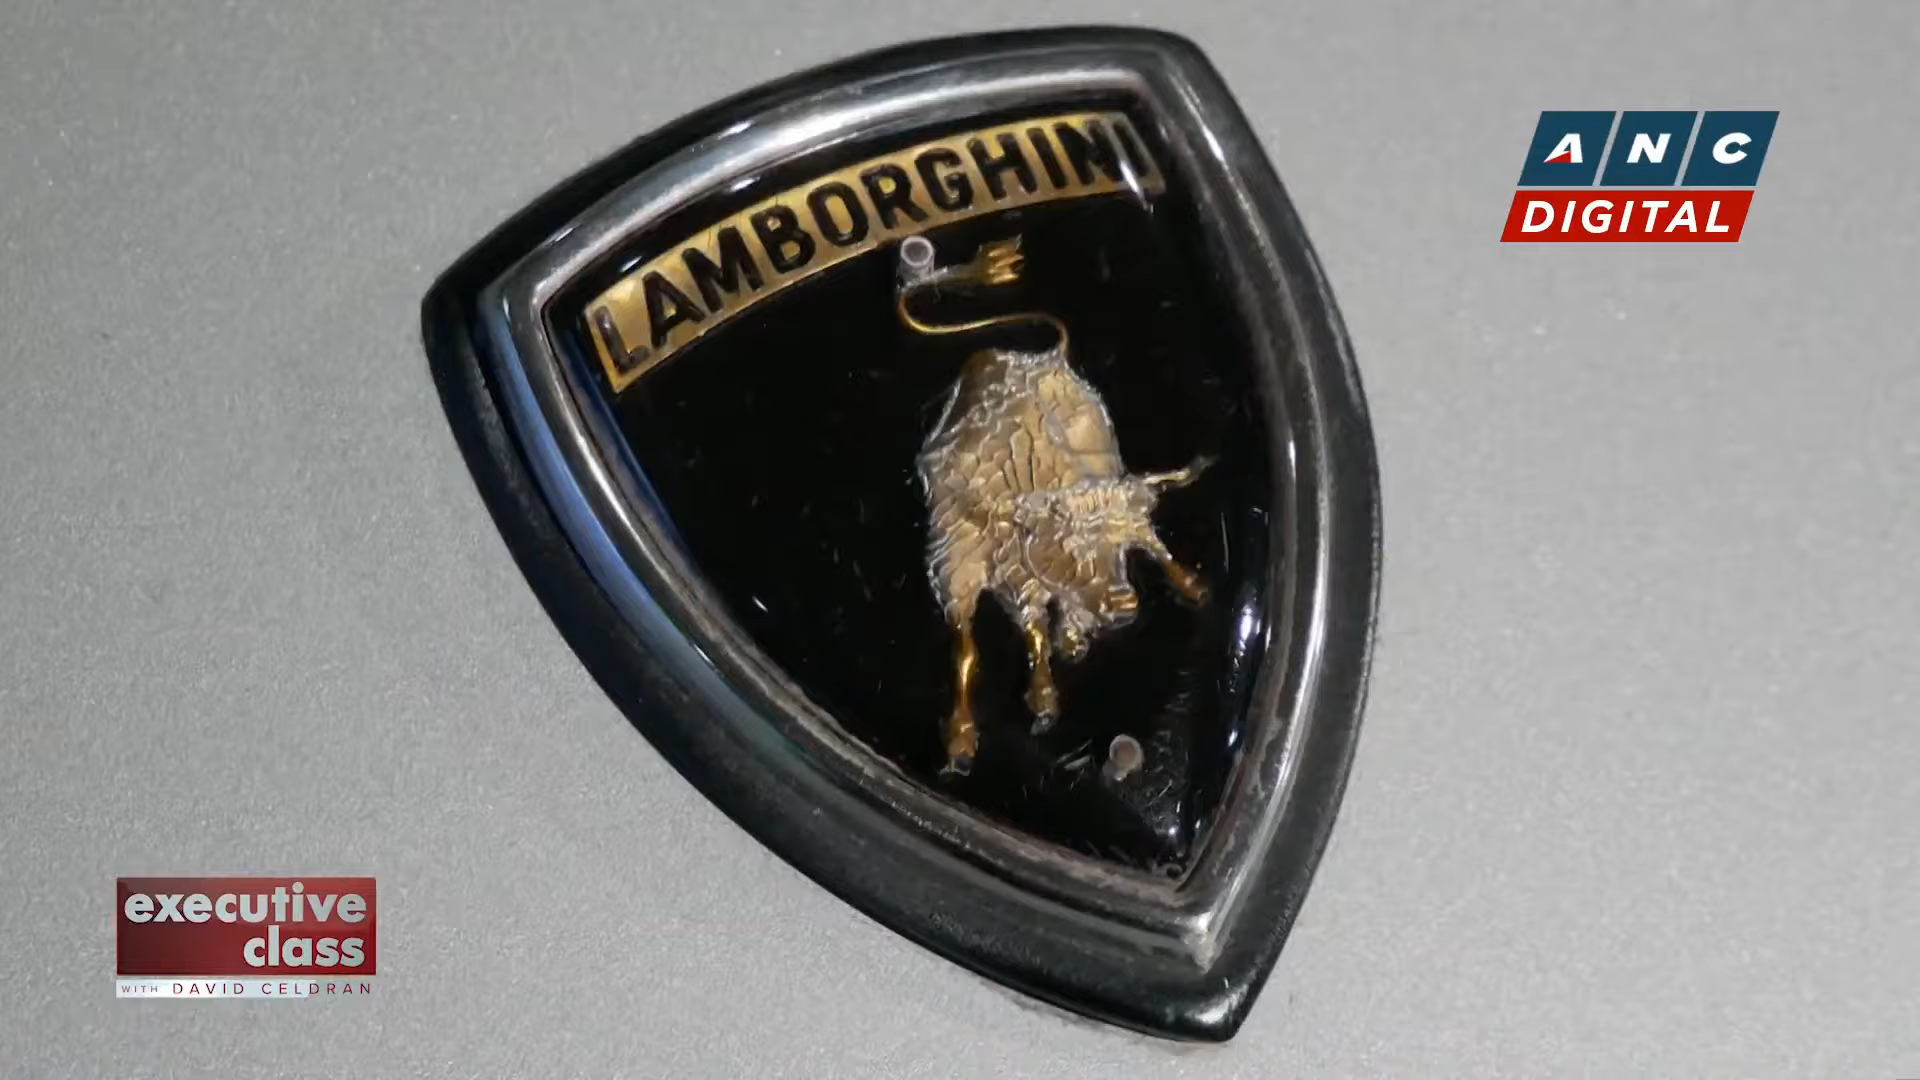 LAMBORGHINI
ANC
DIGITAL
executive
class
WITH DAVID CELDRAN